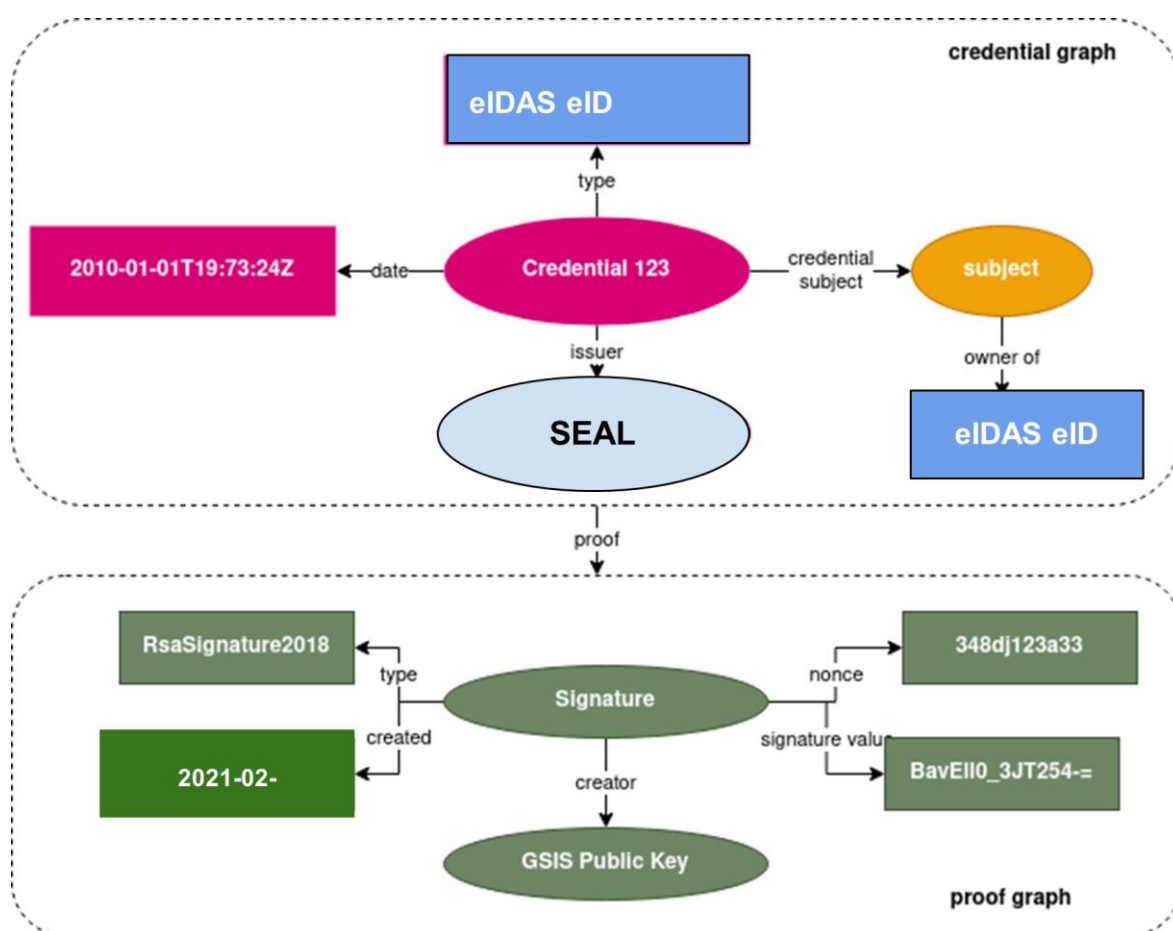 credential graph
eIDAS eID
type
2010-01-01T19:73:24Z
date
Credential 123
credential
subject
subject
issuer
owner of
SEAL
eIDAS eID
proof
RsaSignature2018
348dj123a33
type
nonce
Signature
created
signature value
2021-02-
BavEll0_3JT254-=
creator
GSIS Public Key
proof graph